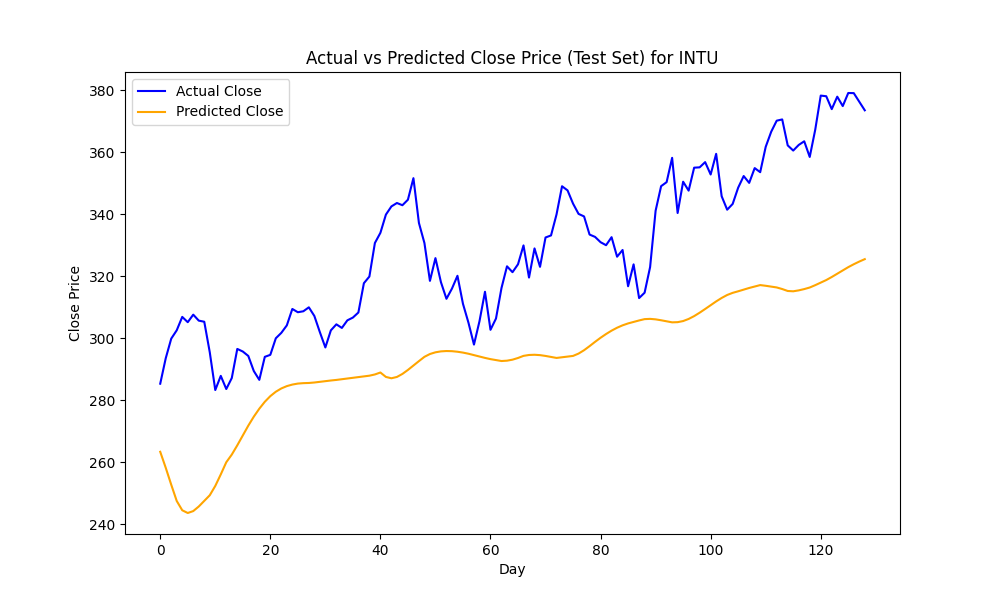 Actual vs Predicted Close Price (Test Set) for INTU
Actual Close
Predicted Close
Close Price
380
360
340
320
300
280
260
240
0 20 40 60 80 100 120
Day